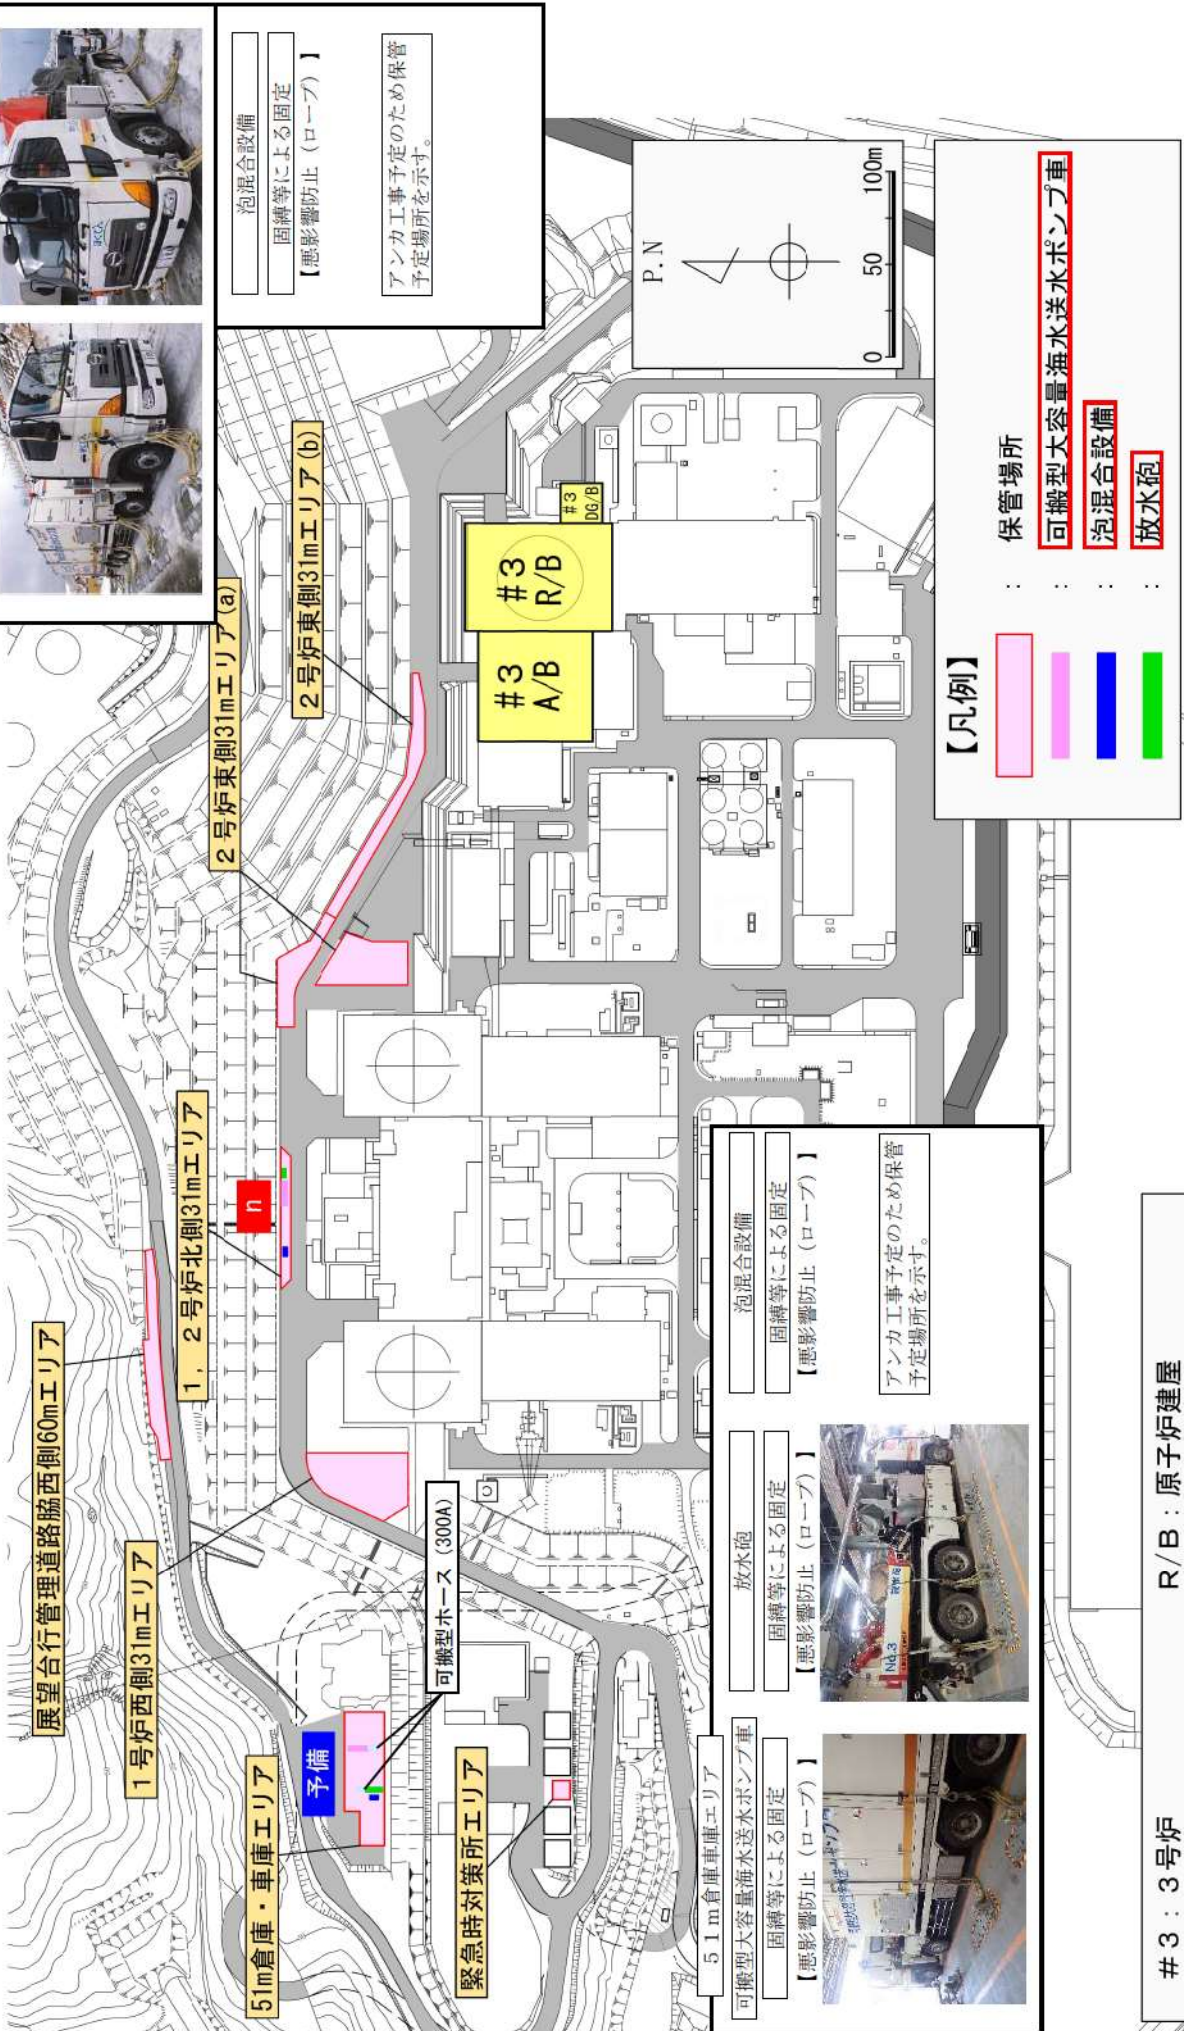 泡混合設備
固縛等による固定
【悪影響防止（ロープ）】
アンカ工事予定のため保管
予定場所を示す。
展望台行管理道路脇西側60mエリア
1号炉西側31mエリア
51m倉庫・車庫エリア
予備
緊急時対策所エリア
可搬型ホース（300A）
1，2号炉北側31mエリア
n
2号炉東側31mエリア(a)
2号炉東側31mエリア(b)
#3
A/B
#3
R/B
#3
DG/B
P.N
0 50 100m
【凡例】
： 保管場所
： 可搬型大容量海水送水ポンプ車
： 泡混合設備
： 放水砲
51m倉庫車庫エリア
可搬型大容量海水送水ポンプ車
固縛等による固定
【悪影響防止（ロープ）】
放水砲
固縛等による固定
【悪影響防止（ロープ）】
No.3
泡混合設備
固縛等による固定
【悪影響防止（ロープ）】
アンカ工事予定のため保管
予定場所を示す。
#3：3号炉
R/B：原子炉建屋